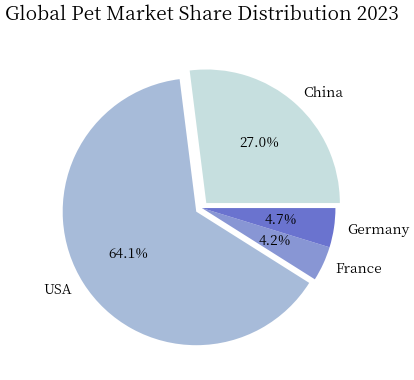 Global Pet Market Share Distribution 2023
China
27.0%
4.7%
Germany
4.2%
64.1%
France
USA